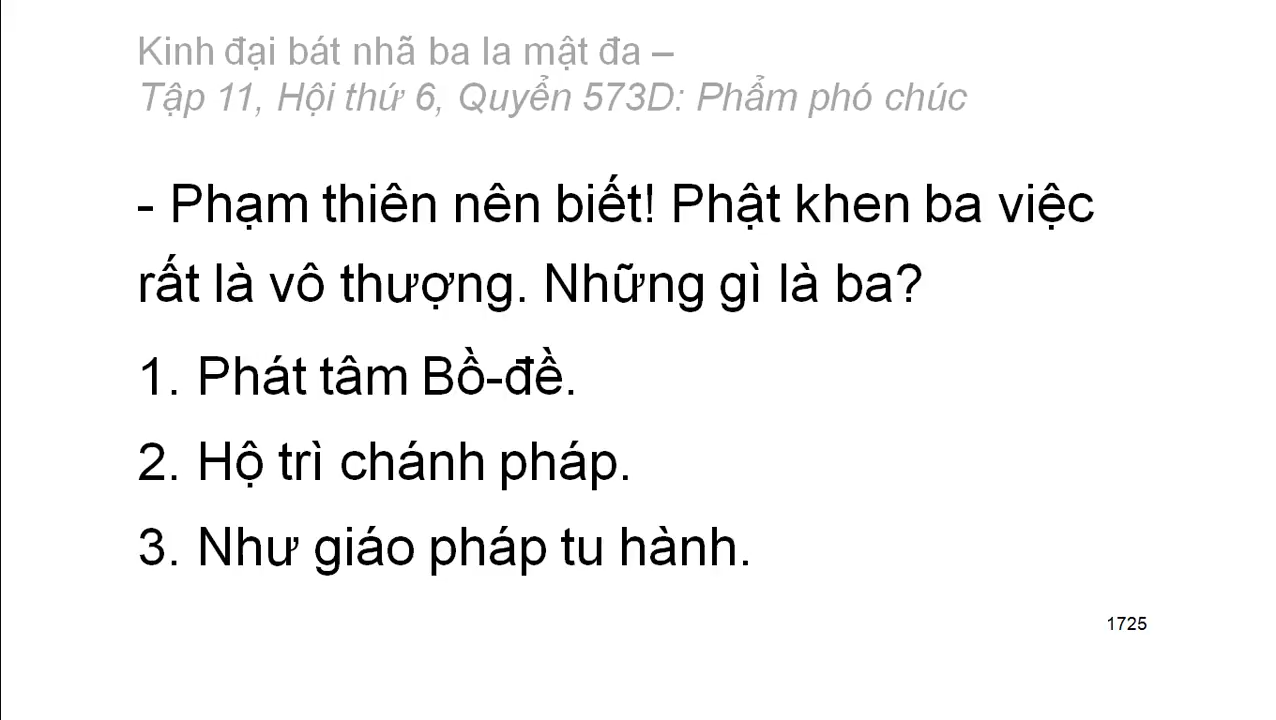 Kinh đại bát nhã ba la mật đa –
Tập 11, Hội thứ 6, Quyển 573D: Phẩm phó chúc
- Phạm thiên nên biết! Phật khen ba việc
rất là vô thượng. Những gì là ba?
1. Phát tâm Bồ-đề.
2. Hộ trì chánh pháp.
3. Như giáo pháp tu hành.
1725